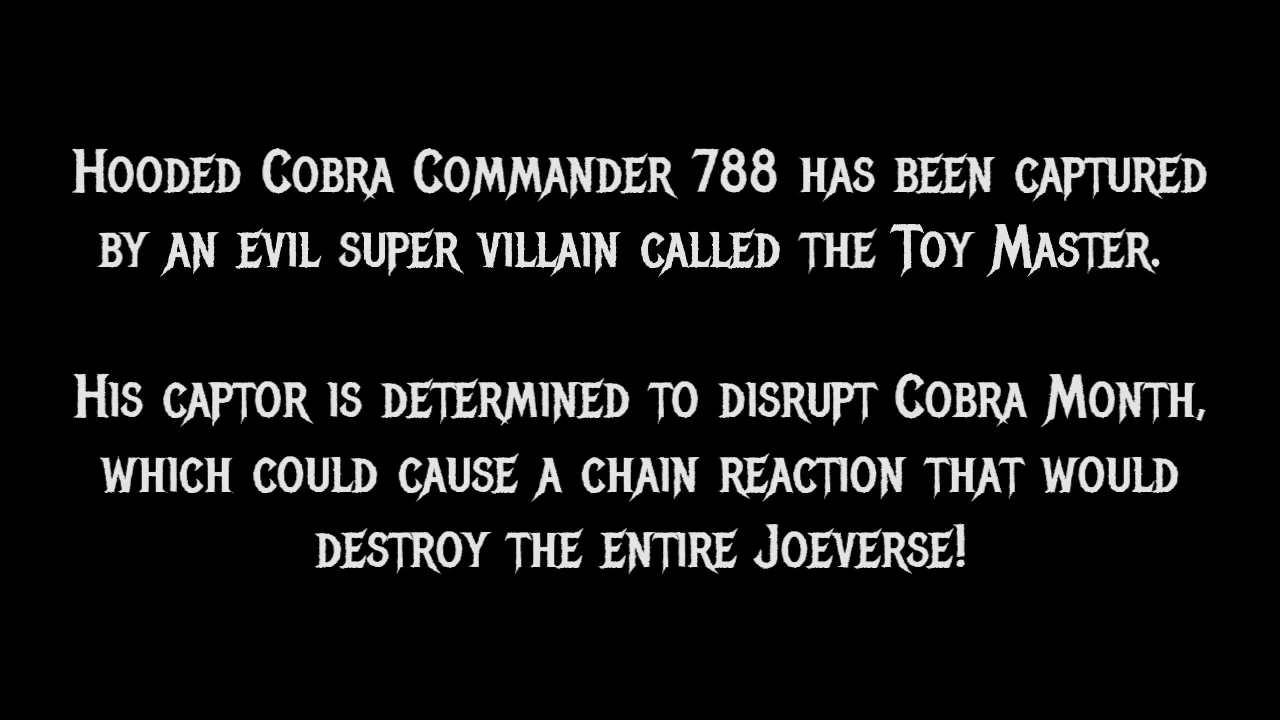 Hooded Cobra Commander 788 has been captured
by an evil super villain called the Toy Master.
His captor is determined to disrupt Cobra Month,
which could cause a chain reaction that would
destroy the entire Joeverse!